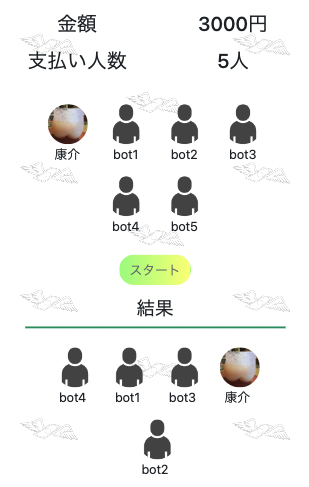 金額 3000円
支払い人数 5人
康介 bot1 bot2 bot3
bot4 bot5
スタート
結果
bot4 bot1 bot3 康介
bot2